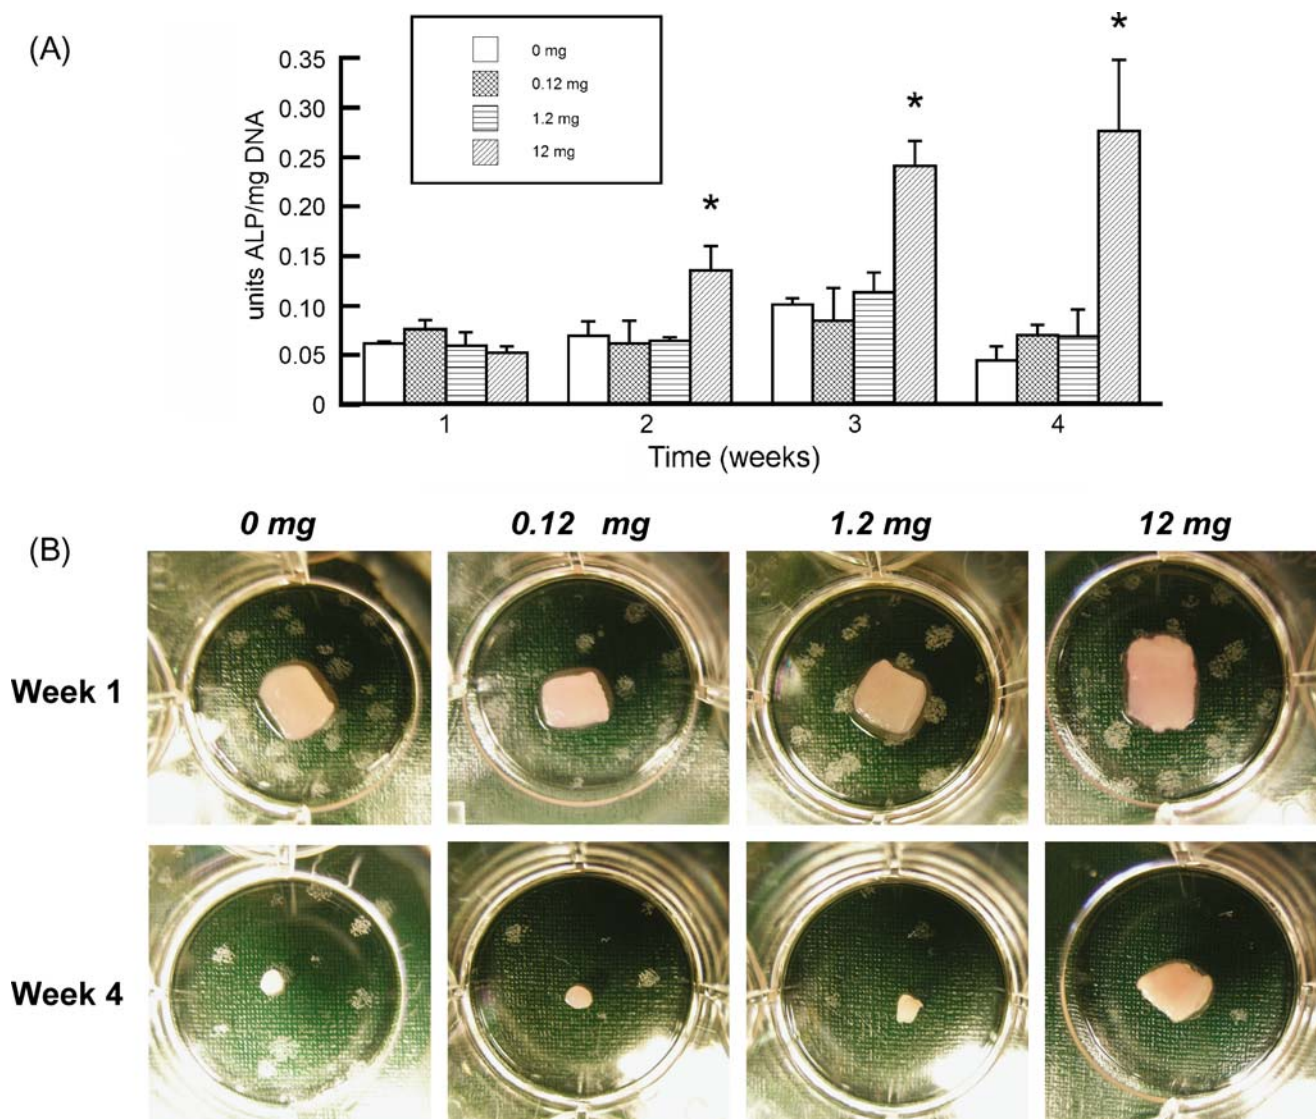 (A)
0 mg
0.12 mg
1.2 mg
12 mg
units ALP/mg DNA
0.35
0.30
0.25
0.20
0.15
0.10
0.05
0
*
*
*
1
2
3
4
Time (weeks)
(B)
0 mg
0.12 mg
1.2 mg
12 mg
Week 1
Week 4